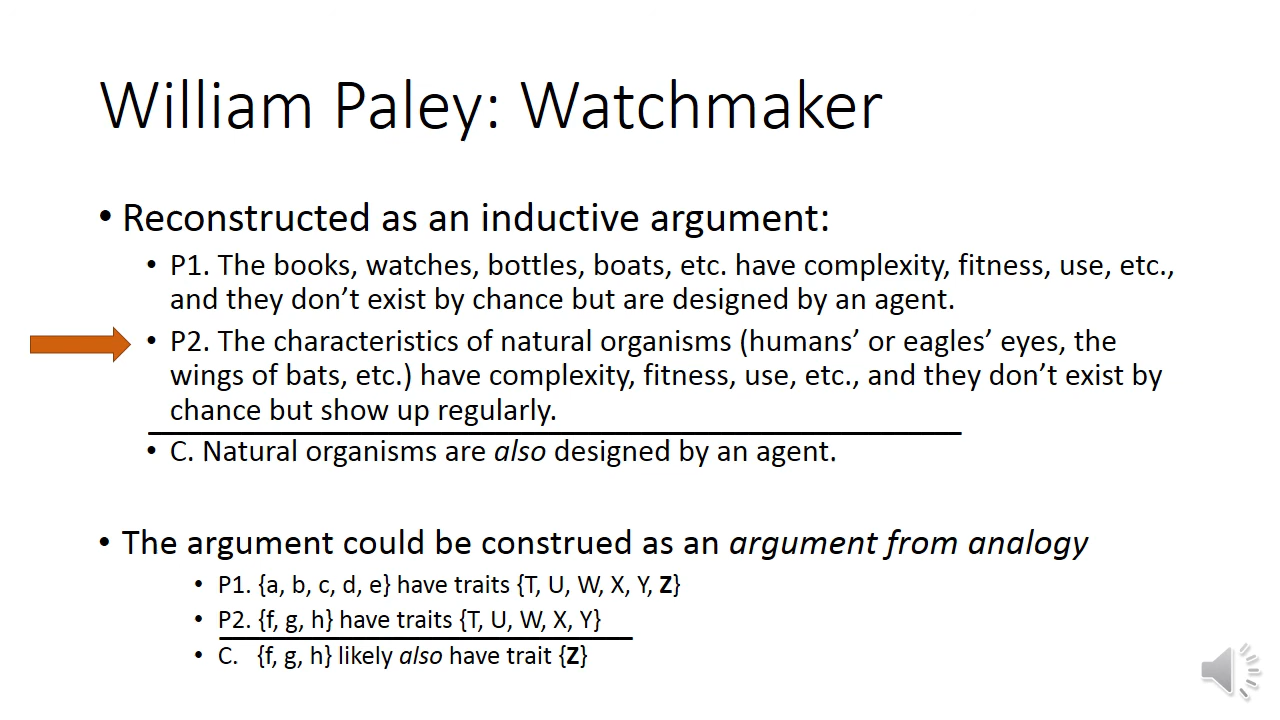 William Paley: Watchmaker
• Reconstructed as an inductive argument:
• P1. The books, watches, bottles, boats, etc. have complexity, fitness, use, etc.,
and they don’t exist by chance but are designed by an agent.
• P2. The characteristics of natural organisms (humans’ or eagles’ eyes, the
wings of bats, etc.) have complexity, fitness, use, etc., and they don’t exist by
chance but show up regularly.
• C. Natural organisms are also designed by an agent.
• The argument could be construed as an argument from analogy
• P1. {a, b, c, d, e} have traits {T, U, W, X, Y, Z}
• P2. {f, g, h} have traits {T, U, W, X, Y}
• C. {f, g, h} likely also have trait {Z}